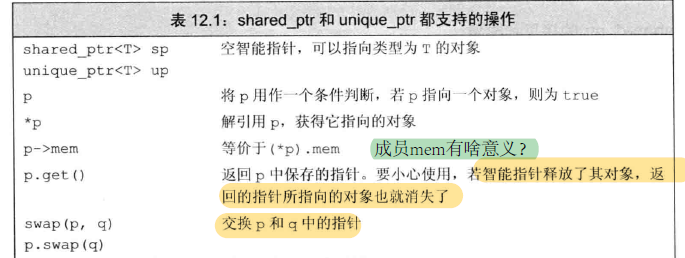 表 12.1：shared_ptr 和 unique_ptr 都支持的操作
shared_ptr<T> sp 空智能指针，可以指向类型为 T 的对象
unique_ptr<T> up
p 将 p 用作一个条件判断，若 p 指向一个对象，则为 true
*p 解引用 p，获得它指向的对象
p->mem 等价于(*p).mem 成员mem有啥意义？
p.get() 返回 p 中保存的指针。要小心使用，若智能指针释放了其对象，返
回的指针所指向的对象也就消失了
swap(p, q) 交换 p 和 q 中的指针
p.swap(q)